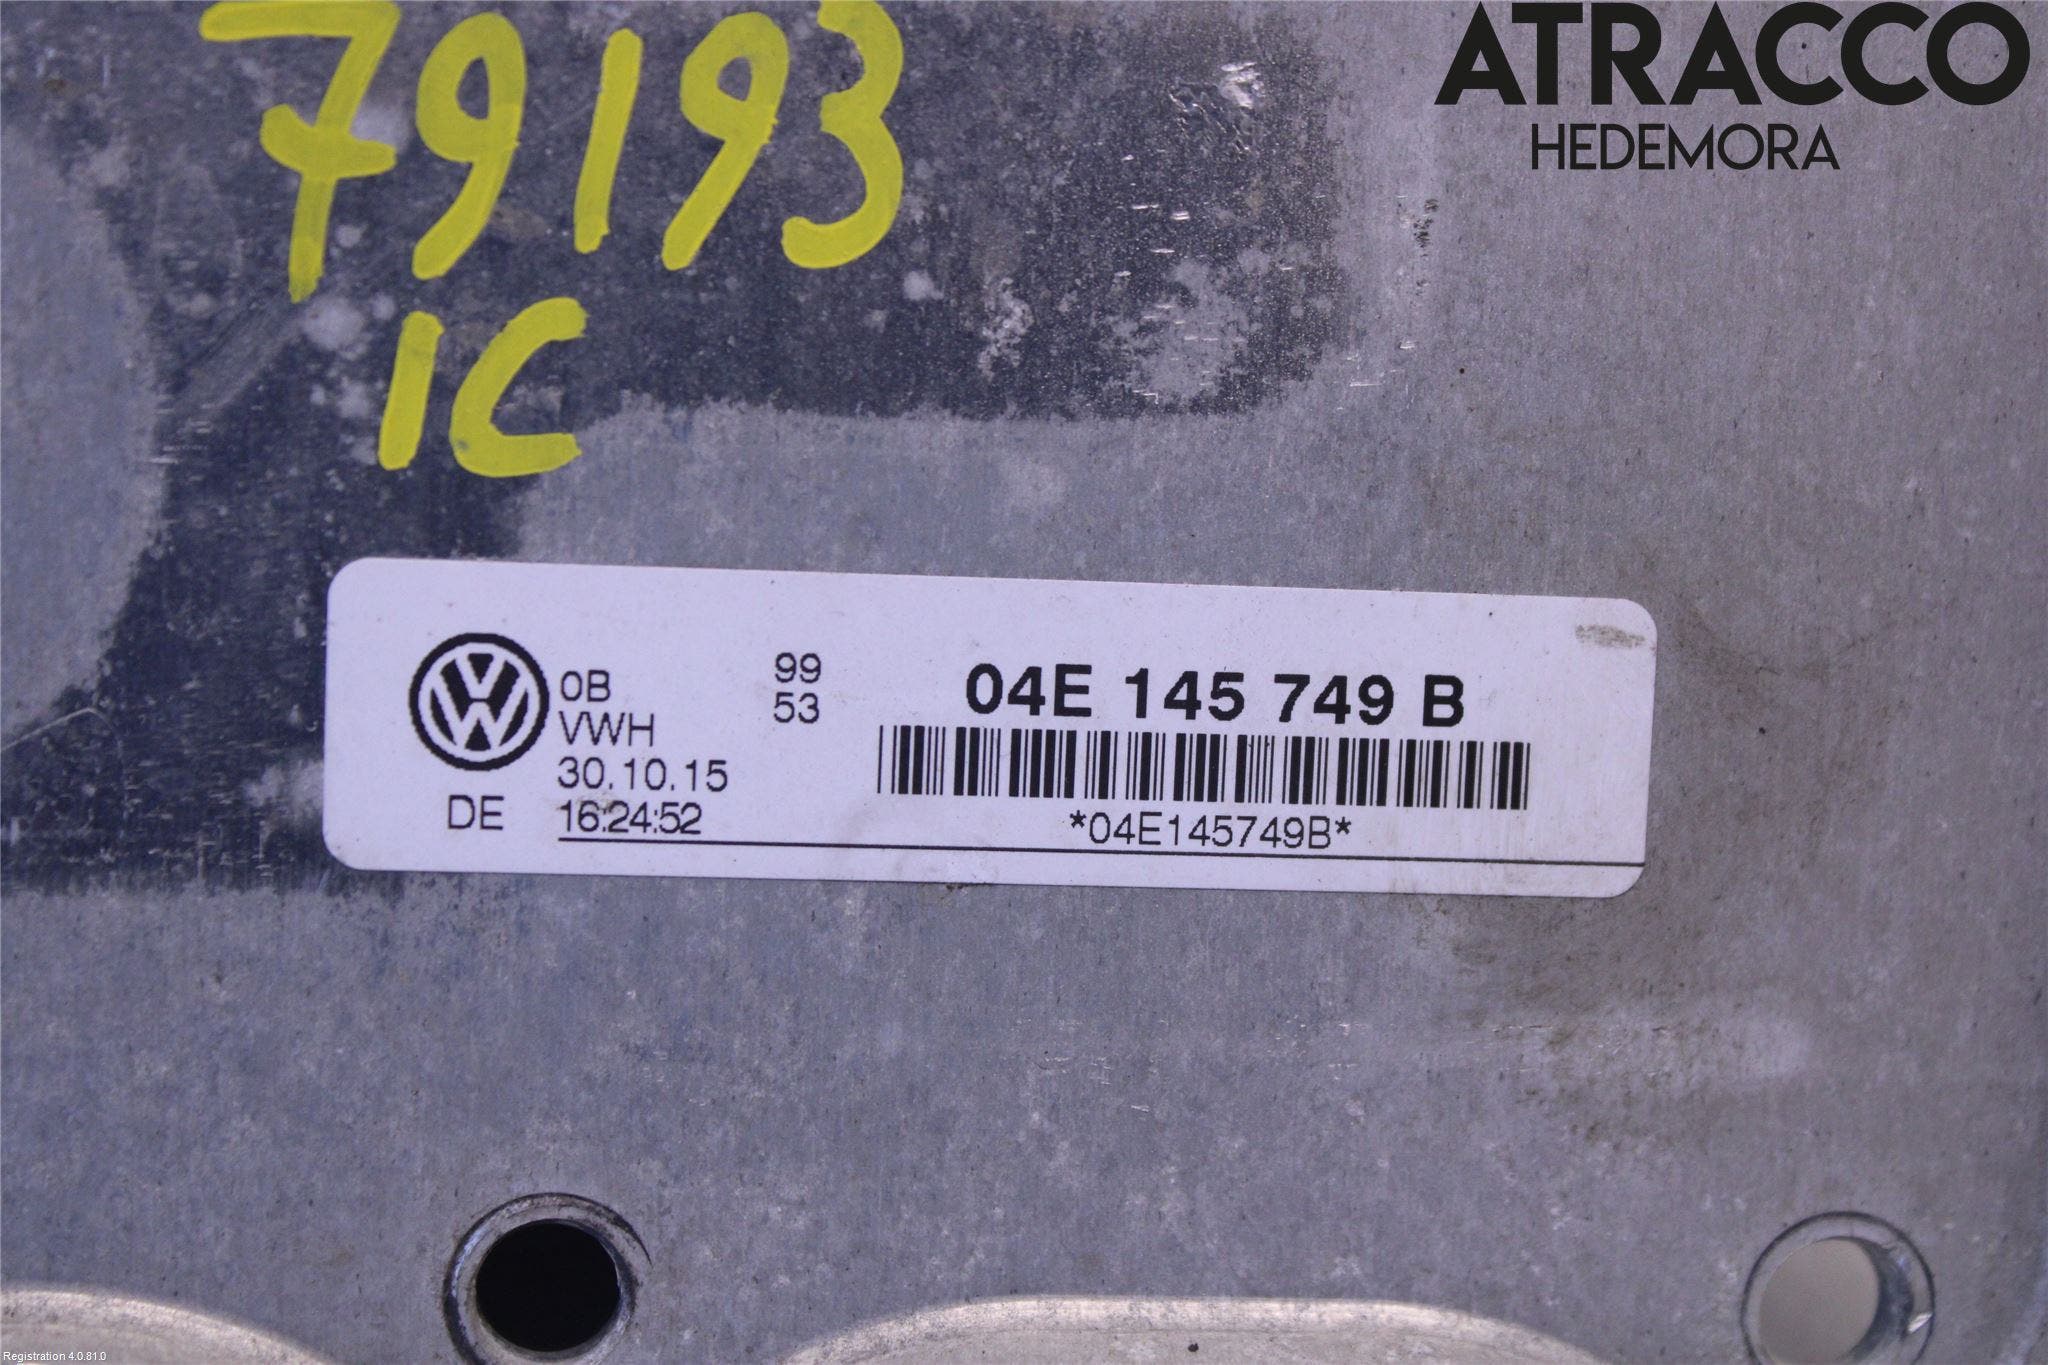 79193
1C
ATRACCO
HEDEMORA
0B
VWH
30.10.15
16:24:52
DE
99
53
04E 145 749 B
*04E145749B*
Registration 4.0.81.0